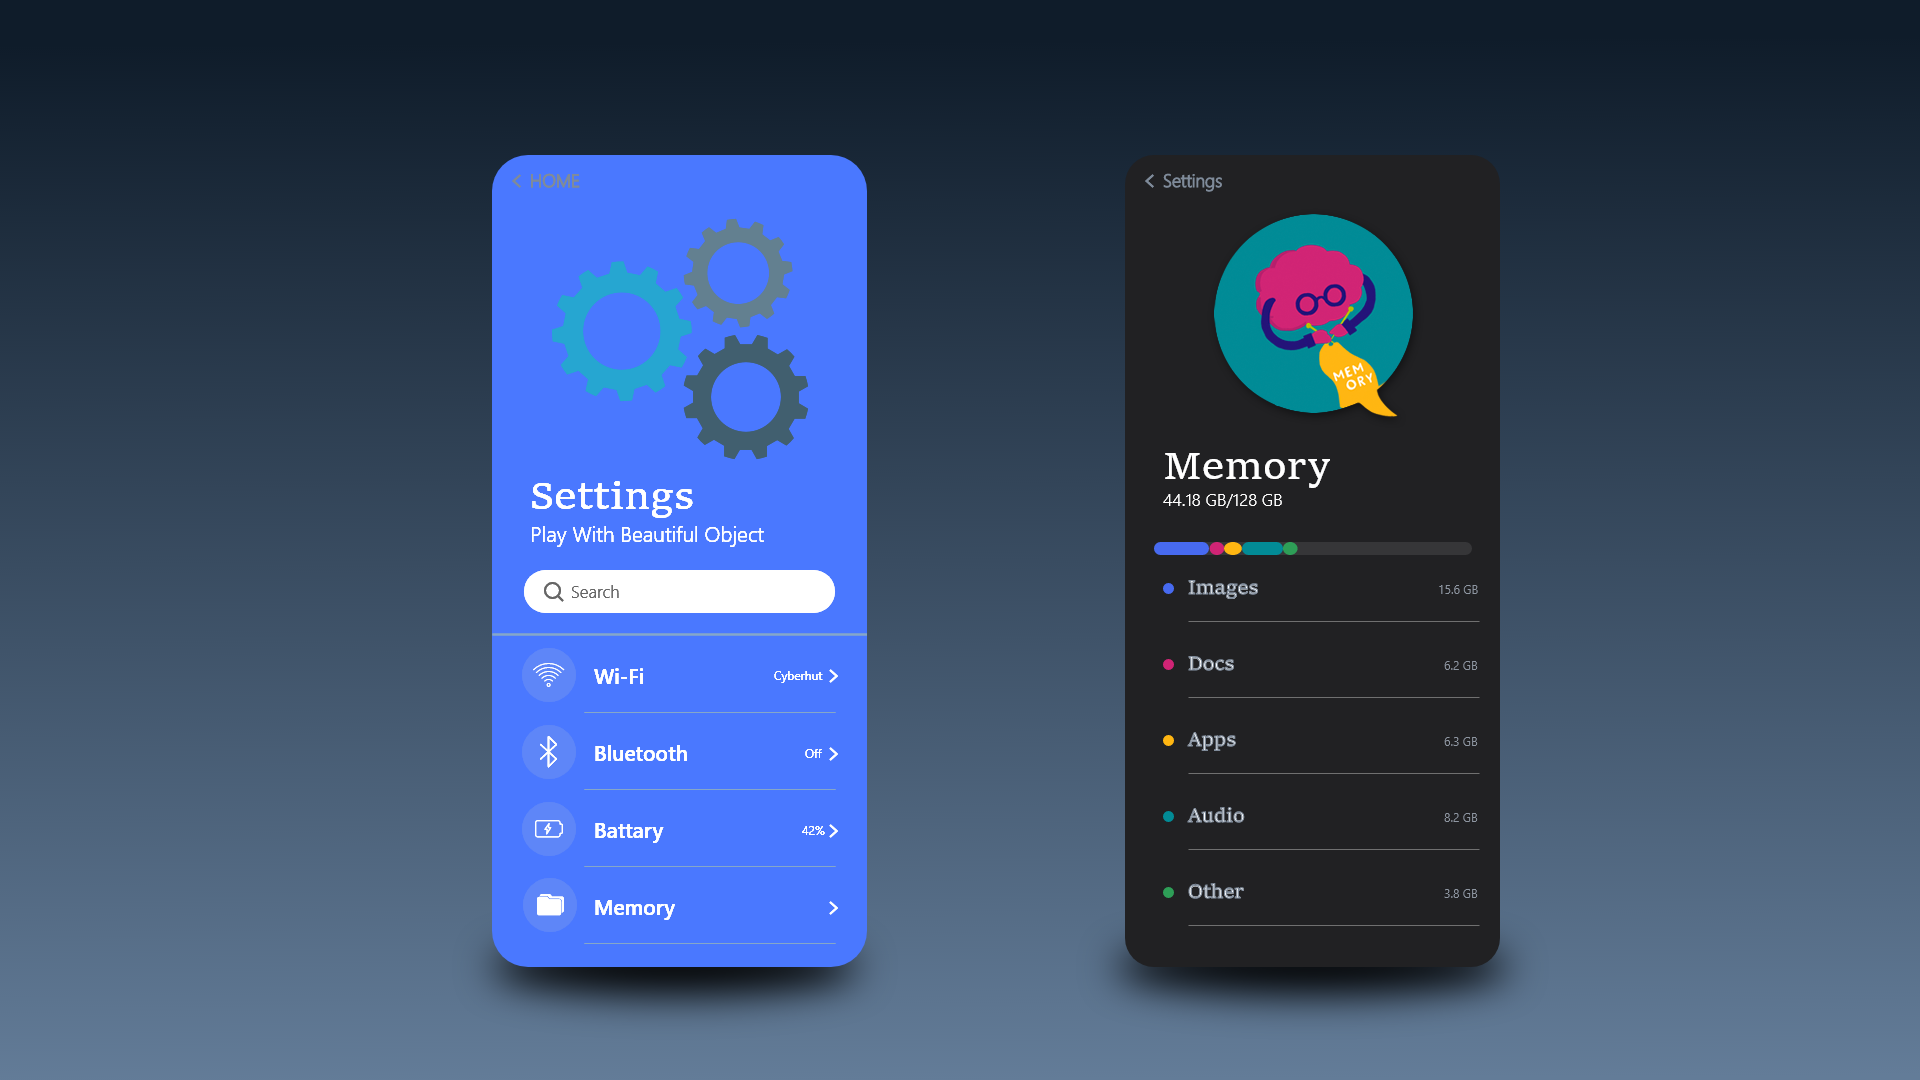 HOME
Settings
Play With Beautiful Object
Search
Wi-Fi Cyberhut
Bluetooth Off
Battary 42%
Memory
Settings
MEM
ORY
Memory
44.18 GB/128 GB
Images 15.6 GB
Docs 6.2 GB
Apps 6.3 GB
Audio 8.2 GB
Other 3.8 GB